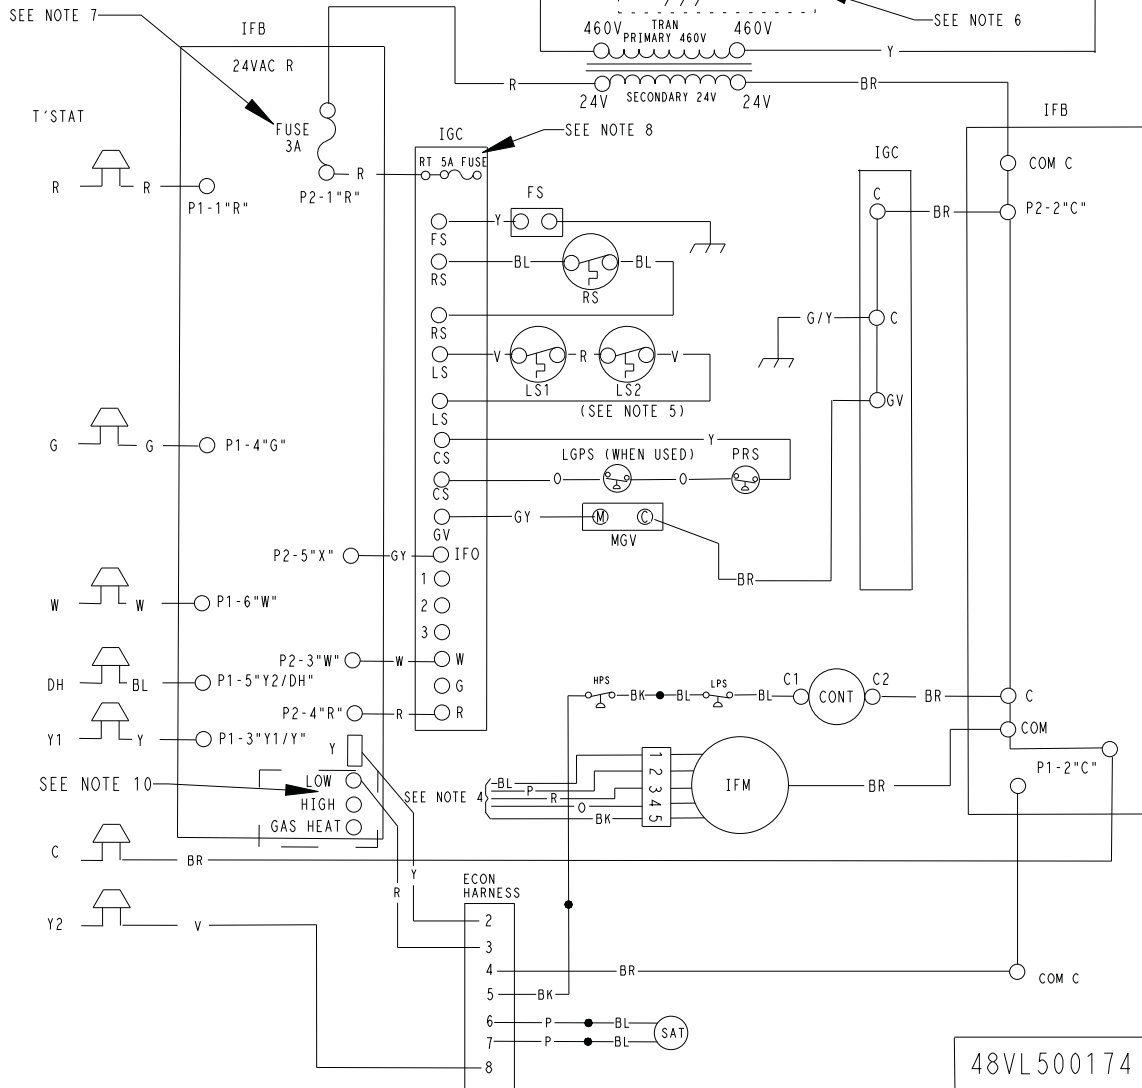 SEE NOTE 7
IFB
24VAC R
T'STAT
FUSE
3A
R
R
P1-1"R"
P2-1"R"
R
IGC
SEE NOTE 8
RT 5A FUSE
R
460V
TRAN
PRIMARY 460V
460V
SEE NOTE 6
Y
24V
SECONDARY 24V
24V
BR
IFB
COM C
P2-2"C"
IGC
C
BR
G/Y
C
GV
FS
Y
FS
RS
BL
BL
RS
RS
LS
V
R
V
LS1
LS2
(SEE NOTE 5)
LS
CS
Y
LGPS (WHEN USED)
PRS
CS
O
O
GV
GY
M
C
MGV
BR
G
G
P1-4"G"
P2-5"X"
GY
IFO
1
2
3
W
W
P1-6"W"
P2-3"W"
W
W
G
DH
BL
P1-5"Y2/DH"
P2-4"R"
R
R
Y1
Y
P1-3"Y1/Y"
Y
SEE NOTE 10
LOW
HIGH
GAS HEAT
HPS
BK
BL
LPS
BL
C1
CONT
C2
BR
C
COM
P1-2"C"
SEE NOTE 4
BL
P
R
O
BK
1
2
3
4
5
IFM
BR
C
BR
Y
R
Y2
V
ECON
HARNESS
2
3
4
BR
COM C
5
BK
6
P
BL
7
P
BL
SAT
8
48VL500174